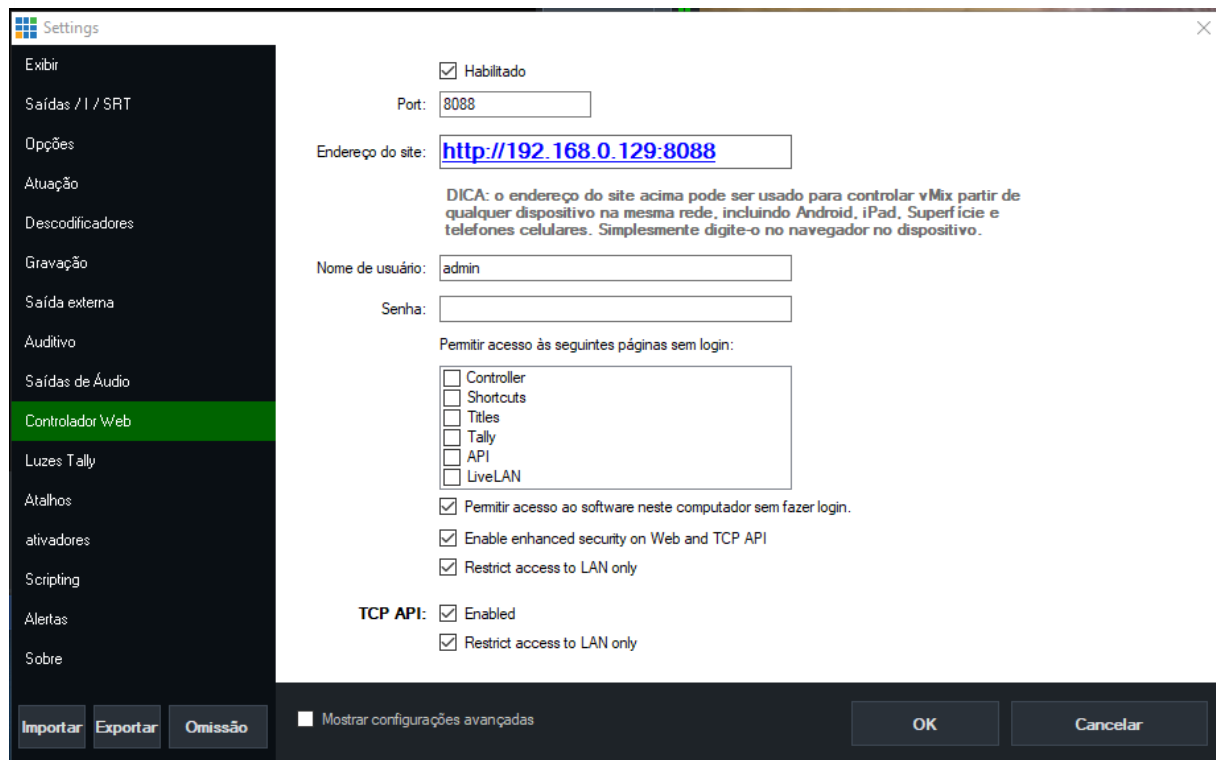 Settings
Exibir
Saídas / I / SRT
Opções
Atuação
Descodificadores
Gravação
Saída externa
Auditivo
Saídas de Áudio
Controlador Web
Luzes Tally
Atalhos
ativadores
Scripting
Alertas
Sobre
Importar Exportar Omissão
Habilitado
Port: 8088
Endereço do site: http://192.168.0.129:8088
DICA: o endereço do site acima pode ser usado para controlar vMix partir de
qualquer dispositivo na mesma rede, incluindo Android, iPad, Superfície e
telefones celulares. Simplesmente digite-o no navegador no dispositivo.
Nome de usuário: admin
Senha:
Permitir acesso às seguintes páginas sem login:
Controller
Shortcuts
Titles
Tally
API
LiveLAN
Permitir acesso ao software neste computador sem fazer login.
Enable enhanced security on Web and TCP API
Restrict access to LAN only
TCP API: Enabled
Restrict access to LAN only
Mostrar configurações avançadas
OK
Cancelar